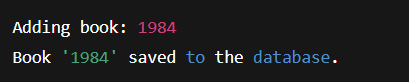 Adding book: 1984
Book '1984' saved to the database.